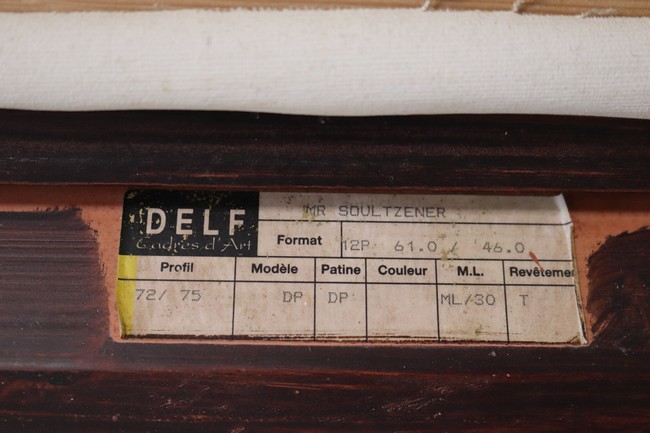 DELF
Cadres d'Art
MR SOULTZENER
Format 12P 61.0 / 46.0
Profil Modèle Patine Couleur M.L. Revêtemen
72/ 75 DP DP ML/30 T